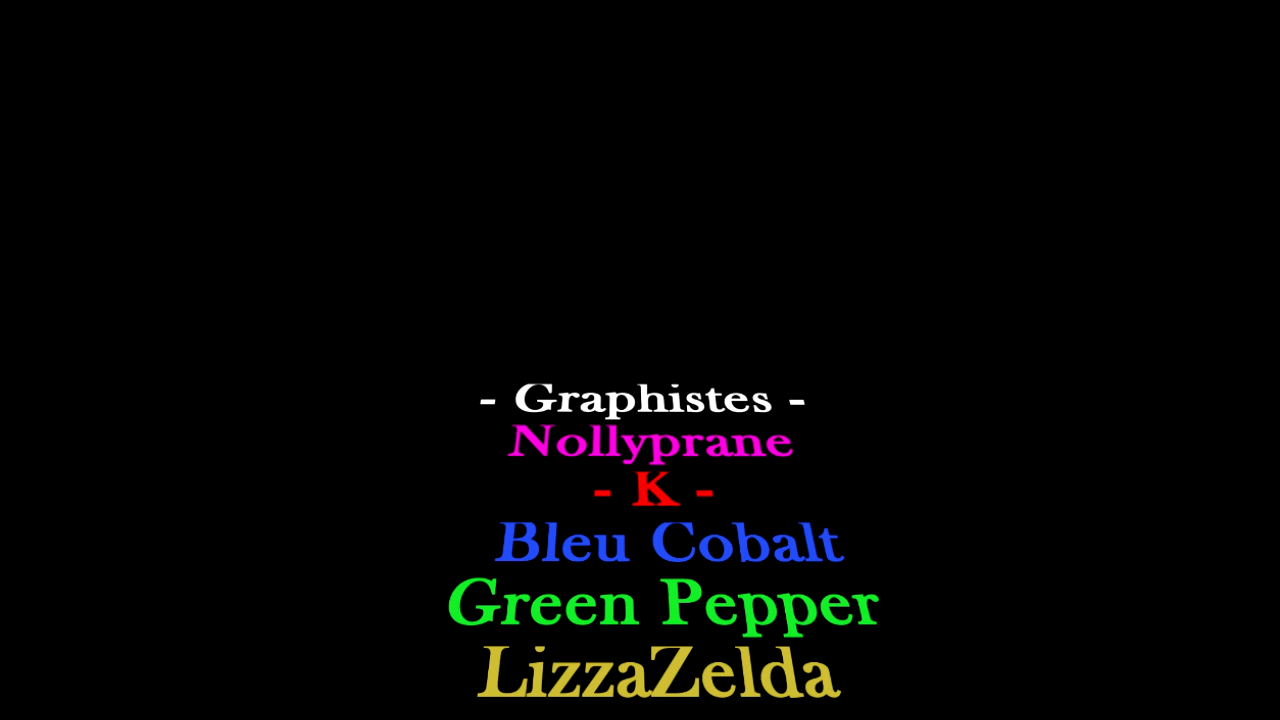 - Graphistes -
Nollyprane
- K -
Bleu Cobalt
Green Pepper
LizzaZelda